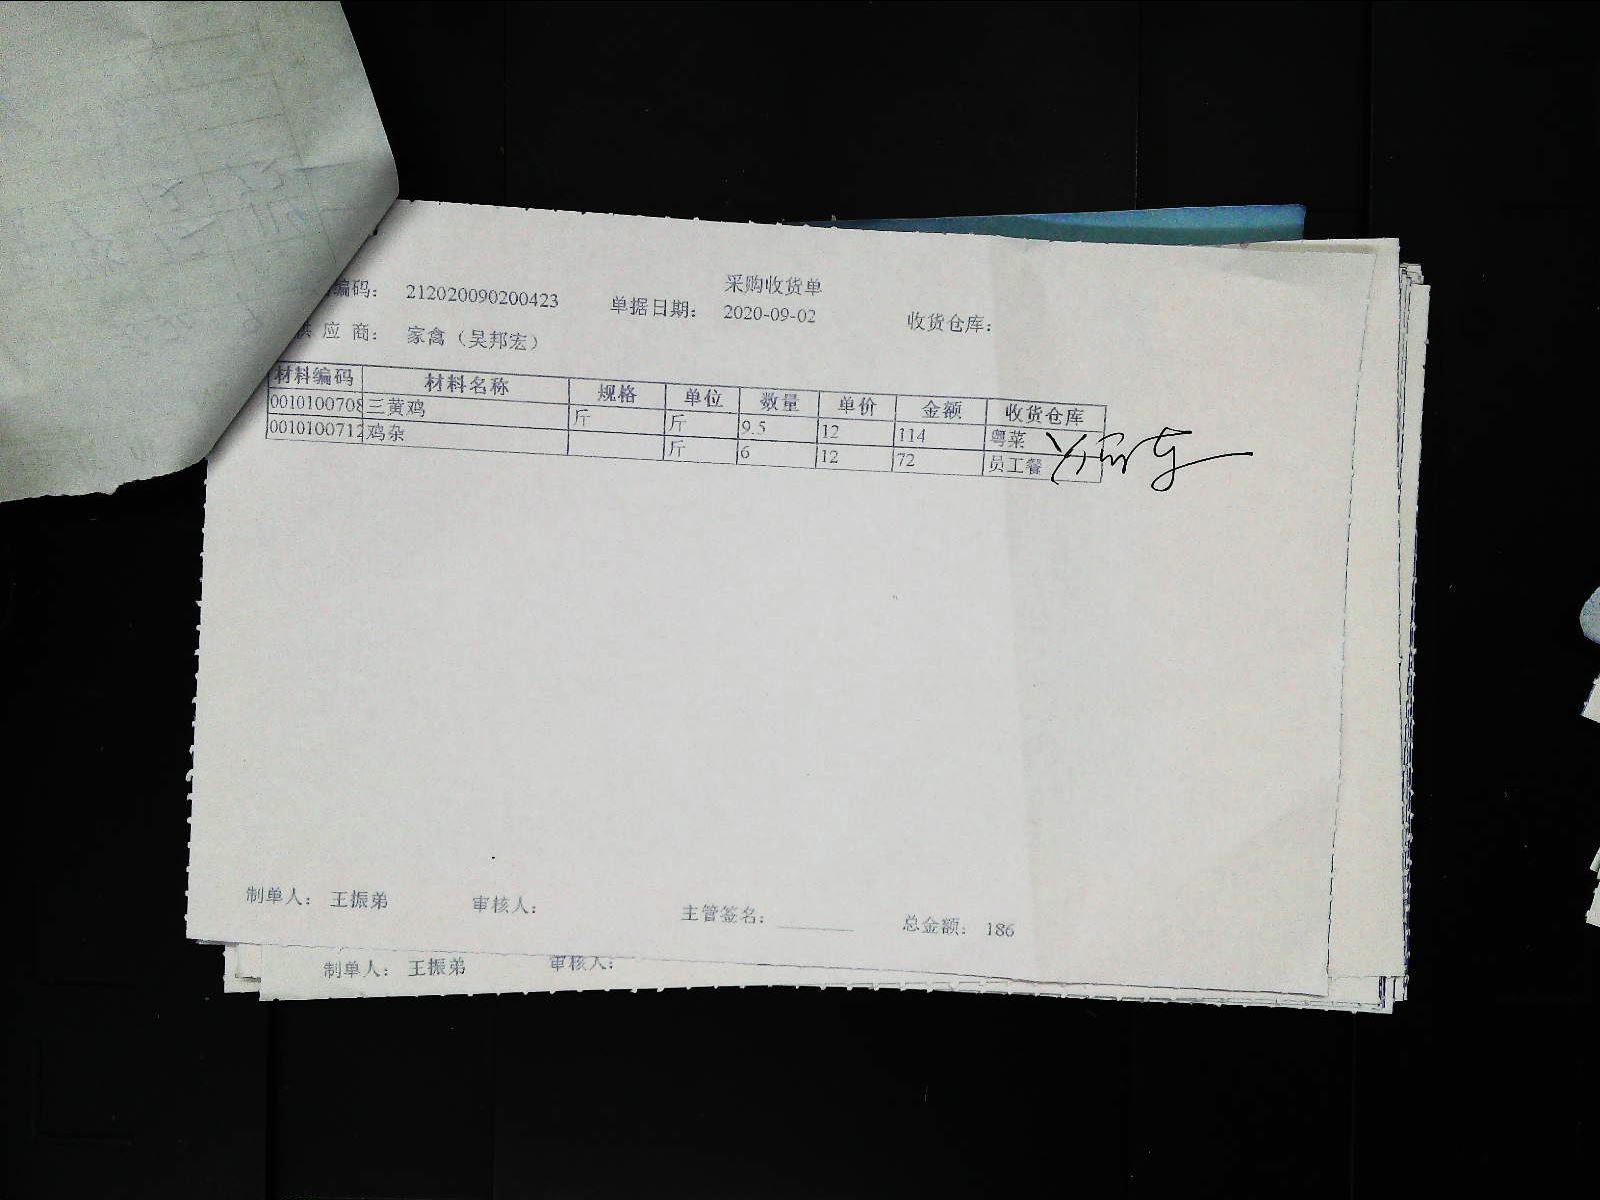 采购收货单
编码： 212020090200423 单据日期： 2020-09-02 收货仓库：
供 应 商： 家禽（吴邦宏）
材料编码 材料名称 规格 单位 数量 单价 金额 收货仓库
0010100708 三黄鸡 斤 斤 9.5 12 114 粤菜
0010100712 鸡杂 斤 6 12 72 员工餐
制单人： 王振弟 审核人： 主管签名： 总金额： 186
制单人： 王振弟 审核人：